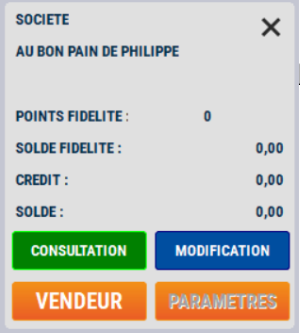 SOCIETE
AU BON PAIN DE PHILIPPE
POINTS FIDELITE : 0
SOLDE FIDELITE : 0,00
CREDIT : 0,00
SOLDE : 0,00
CONSULTATION MODIFICATION
VENDEUR PARAMETRES